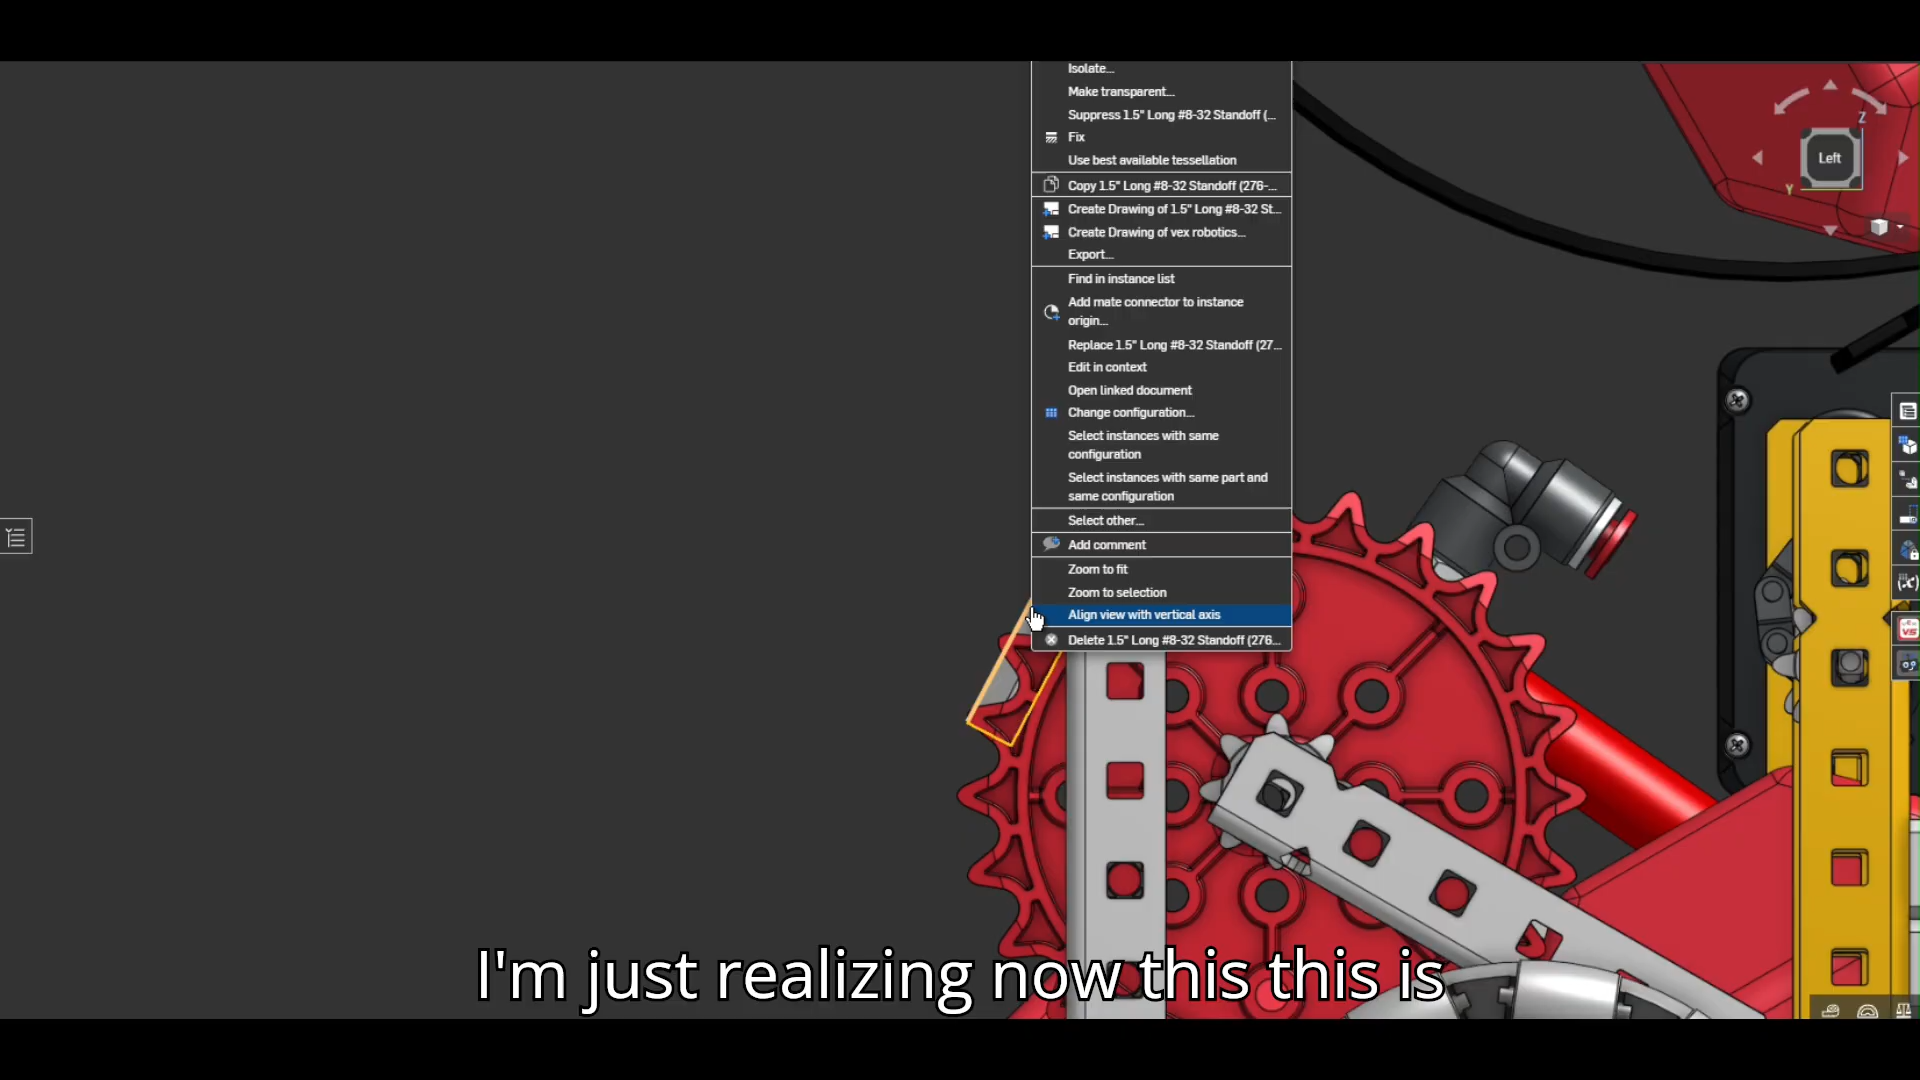 Isolate...
Make transparent...
Suppress 1.5" Long #8-32 Standoff (...
Fix
Use best available tessellation
Copy 1.5" Long #8-32 Standoff (276-...
Create Drawing of 1.5" Long #8-32 St...
Create Drawing of vex robotics...
Export...
Find in instance list
Add mate connector to instance
origin...
Replace 1.5" Long #8-32 Standoff (27...
Edit in context
Open linked document
Change configuration...
Select instances with same
configuration
Select instances with same part and
same configuration
Select other...
Add comment
Zoom to fit
Zoom to selection
Align view with vertical axis
Delete 1.5" Long #8-32 Standoff (276...
Z
Left
Y
(x)
VS
I'm just realizing now this this is